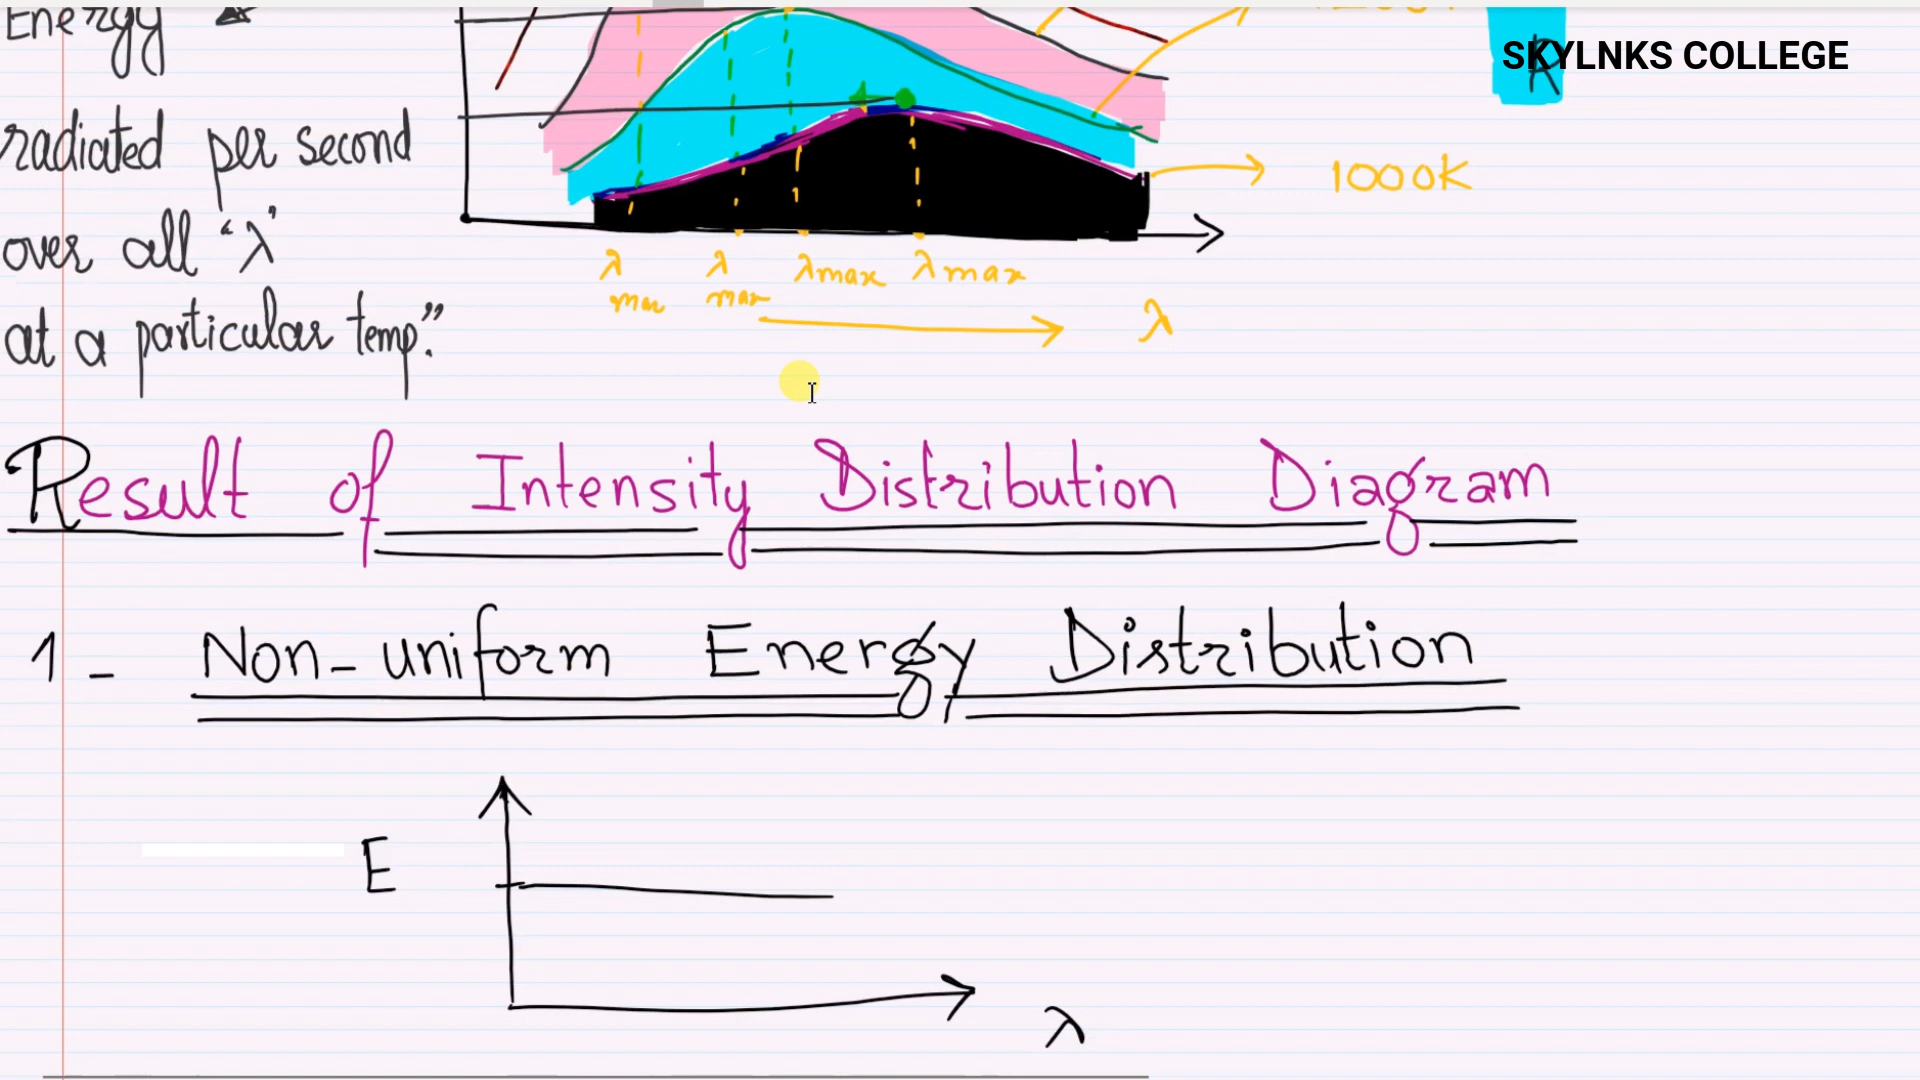 Energy
SKYLNKS COLLEGE
R
radiated per second
1000K
over all "λ"
λ max λ max λmax λmax
λ
at a particular temp."
Result of Intensity Distribution Diagram
1 - Non-uniform Energy Distribution
E
λ